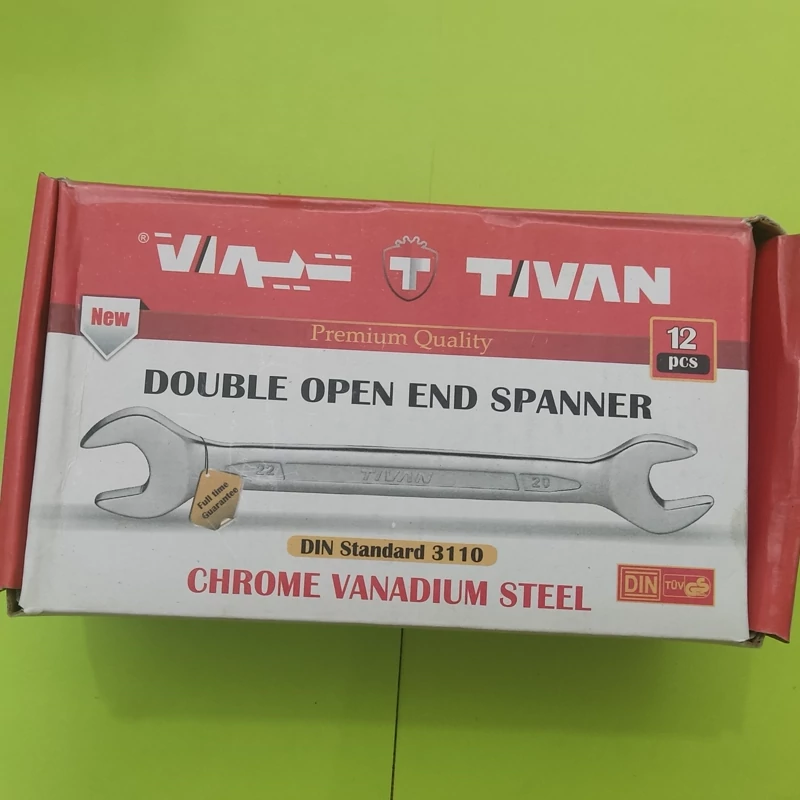 ®
T
TIVAN
New
Premium Quality
12
pcs
DOUBLE OPEN END SPANNER
22
TIVAN
20
Full time
Guarantee
DIN Standard 3110
CHROME VANADIUM STEEL
DIN
TÜV
GS